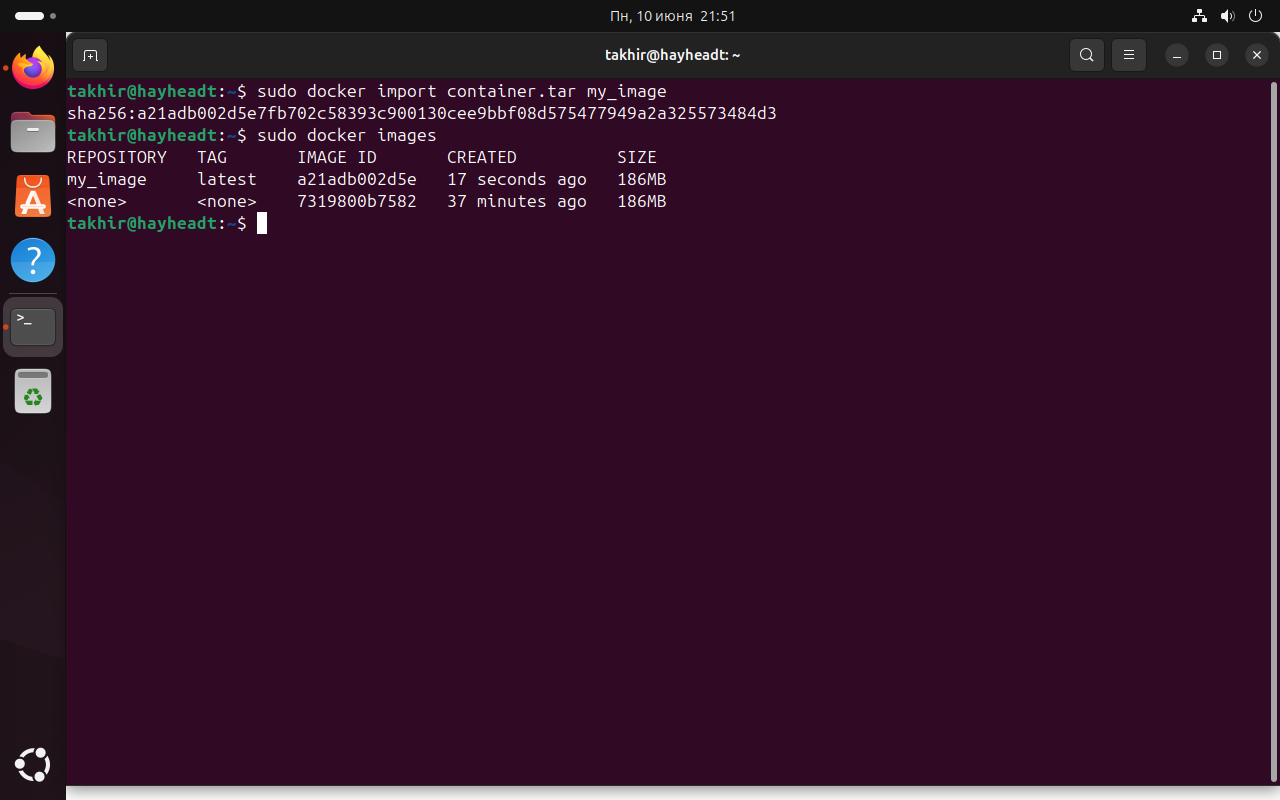 Пн, 10 июня 21:51
takhir@hayheadt: ~
takhir@hayheadt:~$ sudo docker import container.tar my_image
sha256:a21adb002d5e7fb702c58393c900130cee9bbf08d575477949a2a325573484d3
takhir@hayheadt:~$ sudo docker images
REPOSITORY   TAG       IMAGE ID       CREATED          SIZE
my_image     latest    a21adb002d5e   17 seconds ago   186MB
<none>       <none>    7319800b7582   37 minutes ago   186MB
takhir@hayheadt:~$